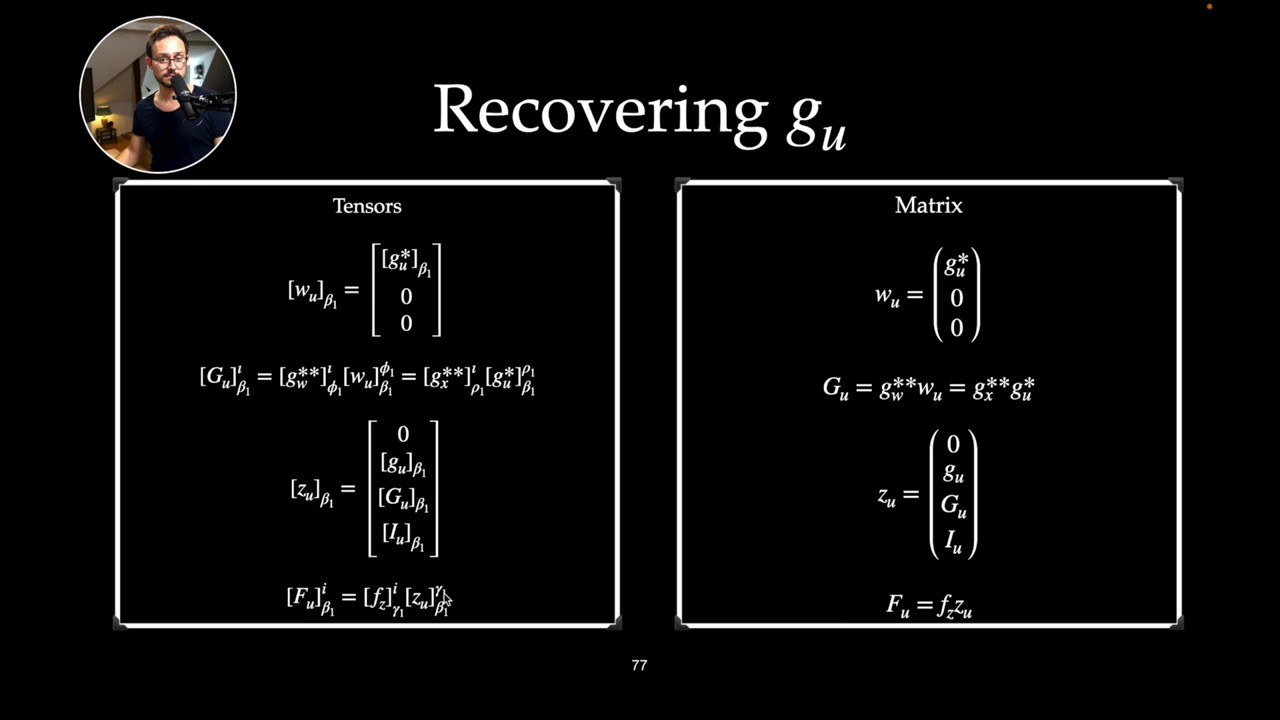 Recovering g_u
Tensors
[w_u]_{β_1} = [ [g_u^*]_{β_1}
0
0 ]
[G_u]^ι_{β_1} = [g_w^{**}]^ι_{ϕ_1} [w_u]^{ϕ_1}_{β_1} = [g_x^{**}]^ι_{ρ_1} [g_u^*]^{ρ_1}_{β_1}
[z_u]_{β_1} = [ 0
[g_u]_{β_1}
[G_u]_{β_1}
[I_u]_{β_1} ]
[F_u]^i_{β_1} = [f_z]^i_{γ_1} [z_u]^{γ_1}_{β_1}
Matrix
w_u = ( g_u^*
0
0 )
G_u = g_w^{**} w_u = g_x^{**} g_u^*
z_u = ( 0
g_u
G_u
I_u )
F_u = f_z z_u
77